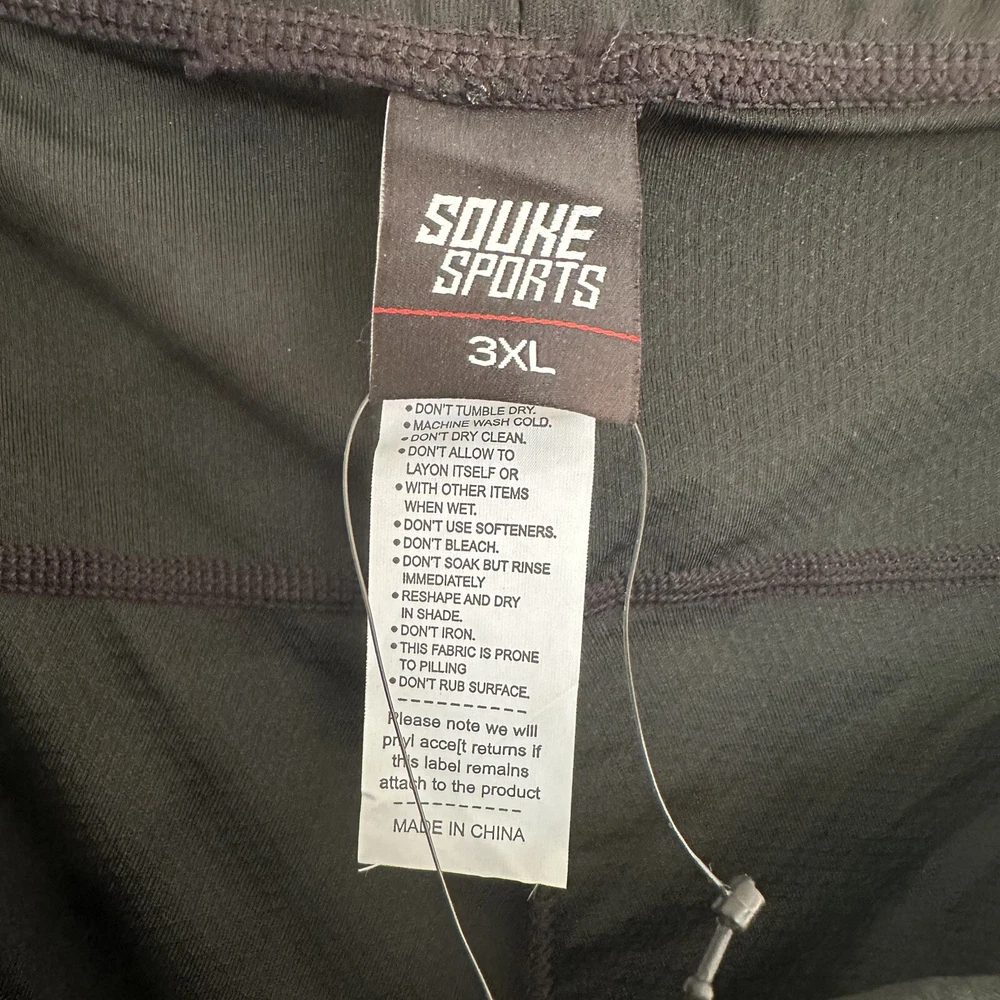 SOUKE
SPORTS
3XL
• DON'T TUMBLE DRY.
• MACHINE WASH COLD.
• DON'T DRY CLEAN.
• DON'T ALLOW TO
LAYON ITSELF OR
• WITH OTHER ITEMS
WHEN WET.
• DON'T USE SOFTENERS.
• DON'T BLEACH.
• DON'T SOAK BUT RINSE
IMMEDIATELY
• RESHAPE AND DRY
IN SHADE.
• DON'T IRON.
• THIS FABRIC IS PRONE
TO PILLING
• DON'T RUB SURFACE.
Please note we will
pnyl acce[t returns if
this label remains
attach to the product
MADE IN CHINA